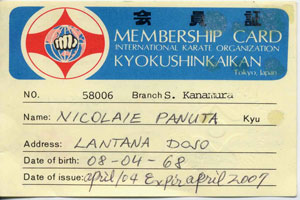 会員証
MEMBERSHIP CARD
INTERNATIONAL KARATE ORGANIZATION
KYOKUSHINKAIKAN
Tokyo, Japan
NO. 58006 Branch S. Kanamura
Name: NICOLAIE PANUTA Kyu
Address: LANTANA DOJO
Date of birth: 08-04-68
Date of issue: april/04 Expir april 2007